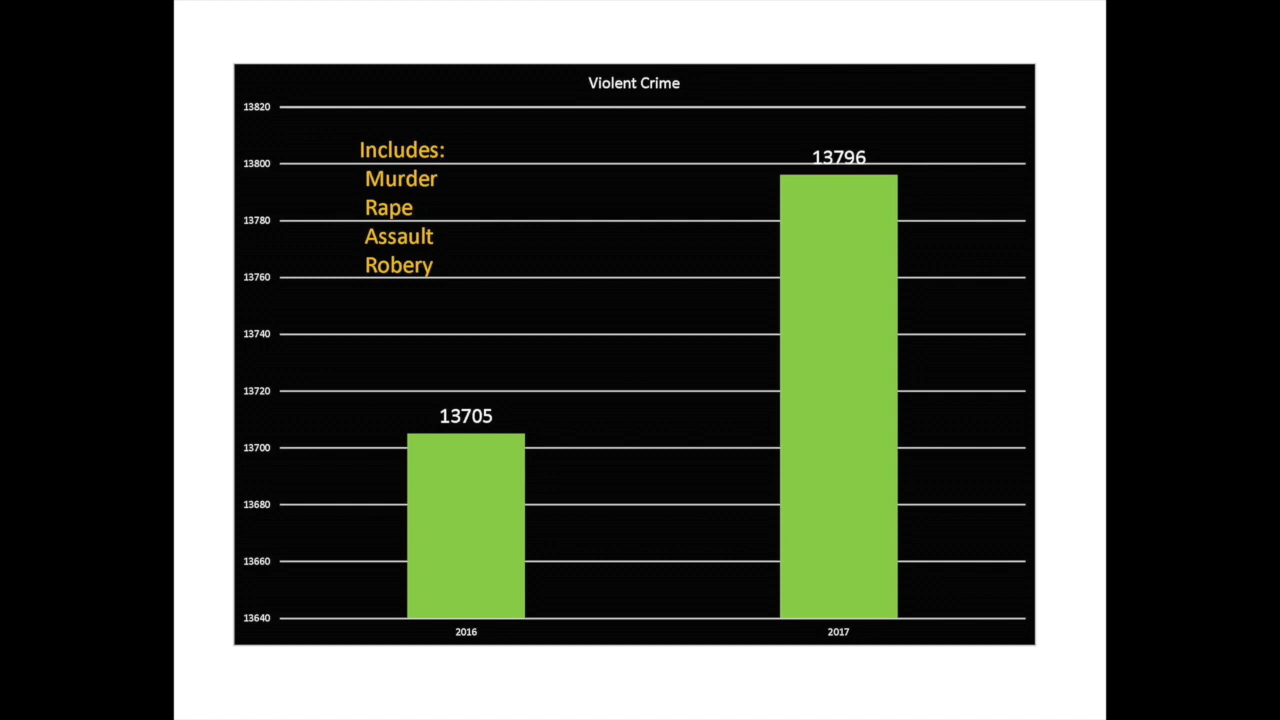 Violent Crime
13820
13800
13780
13760
13740
13720
13700
13680
13660
13640
Includes:
Murder
Rape
Assault
Robery
13705
13796
2016
2017